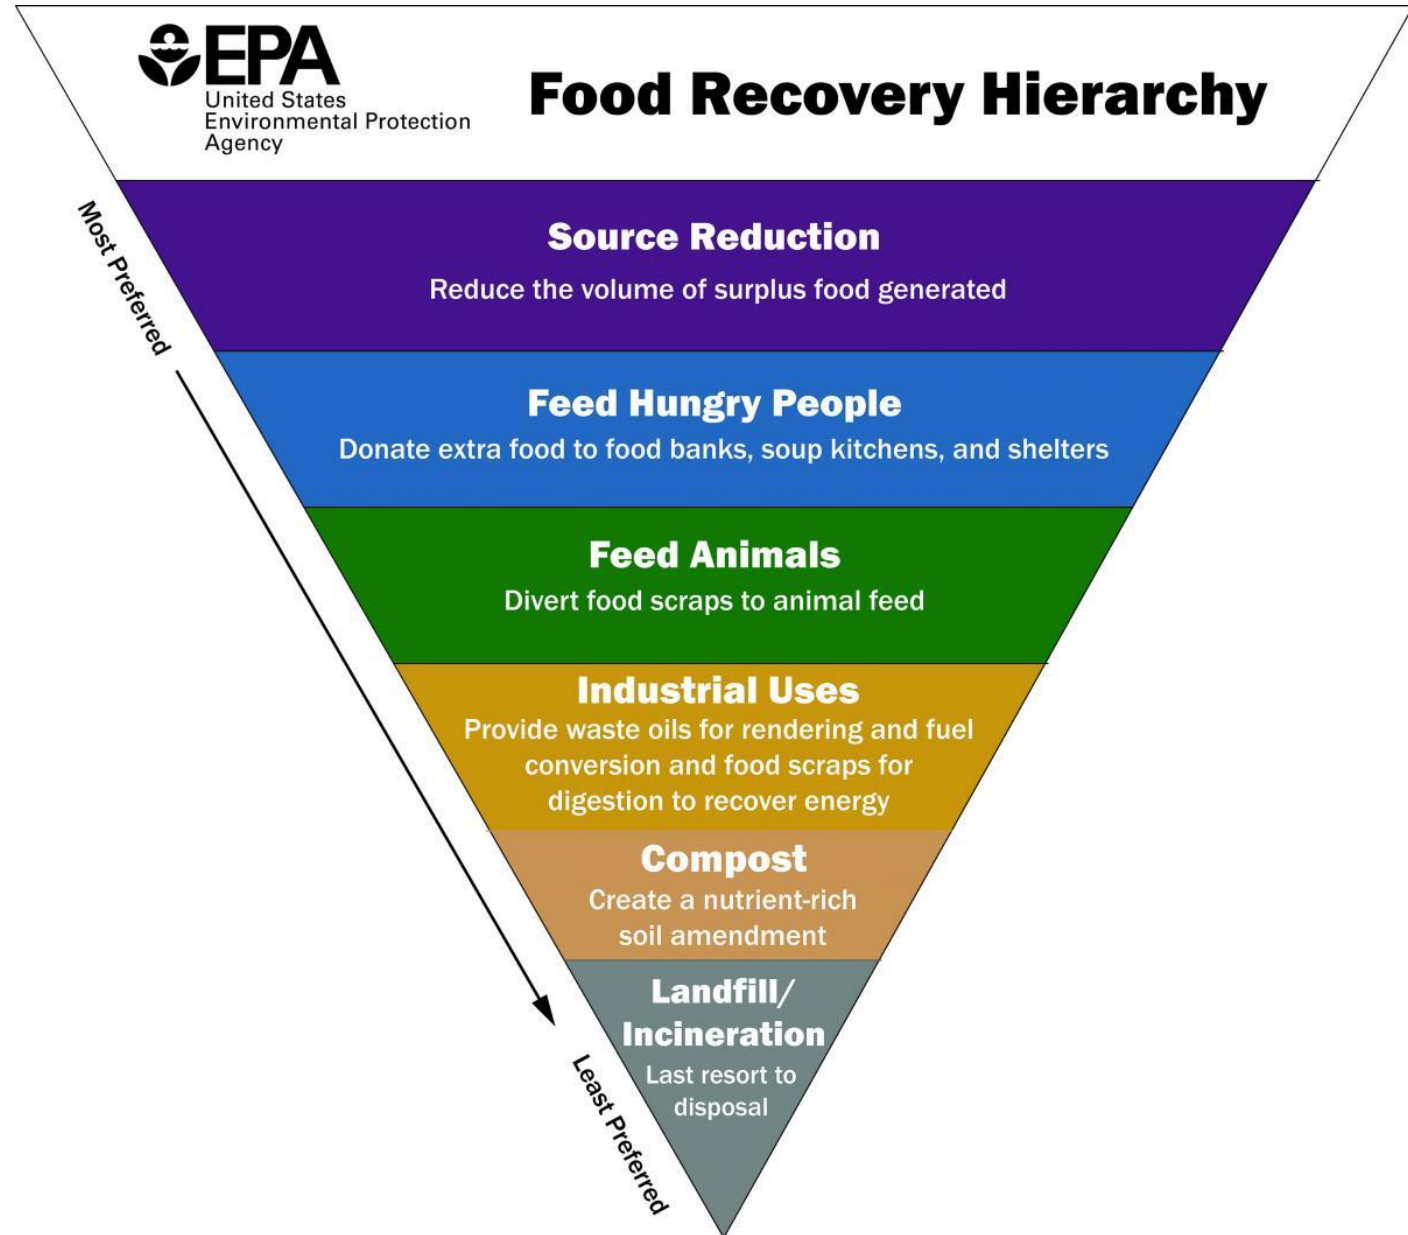 EPA
United States
Environmental Protection
Agency
Food Recovery Hierarchy
Most Preferred
Source Reduction
Reduce the volume of surplus food generated
Feed Hungry People
Donate extra food to food banks, soup kitchens, and shelters
Feed Animals
Divert food scraps to animal feed
Industrial Uses
Provide waste oils for rendering and fuel
conversion and food scraps for
digestion to recover energy
Compost
Create a nutrient-rich
soil amendment
Landfill/
Incineration
Last resort to
disposal
Least Preferred